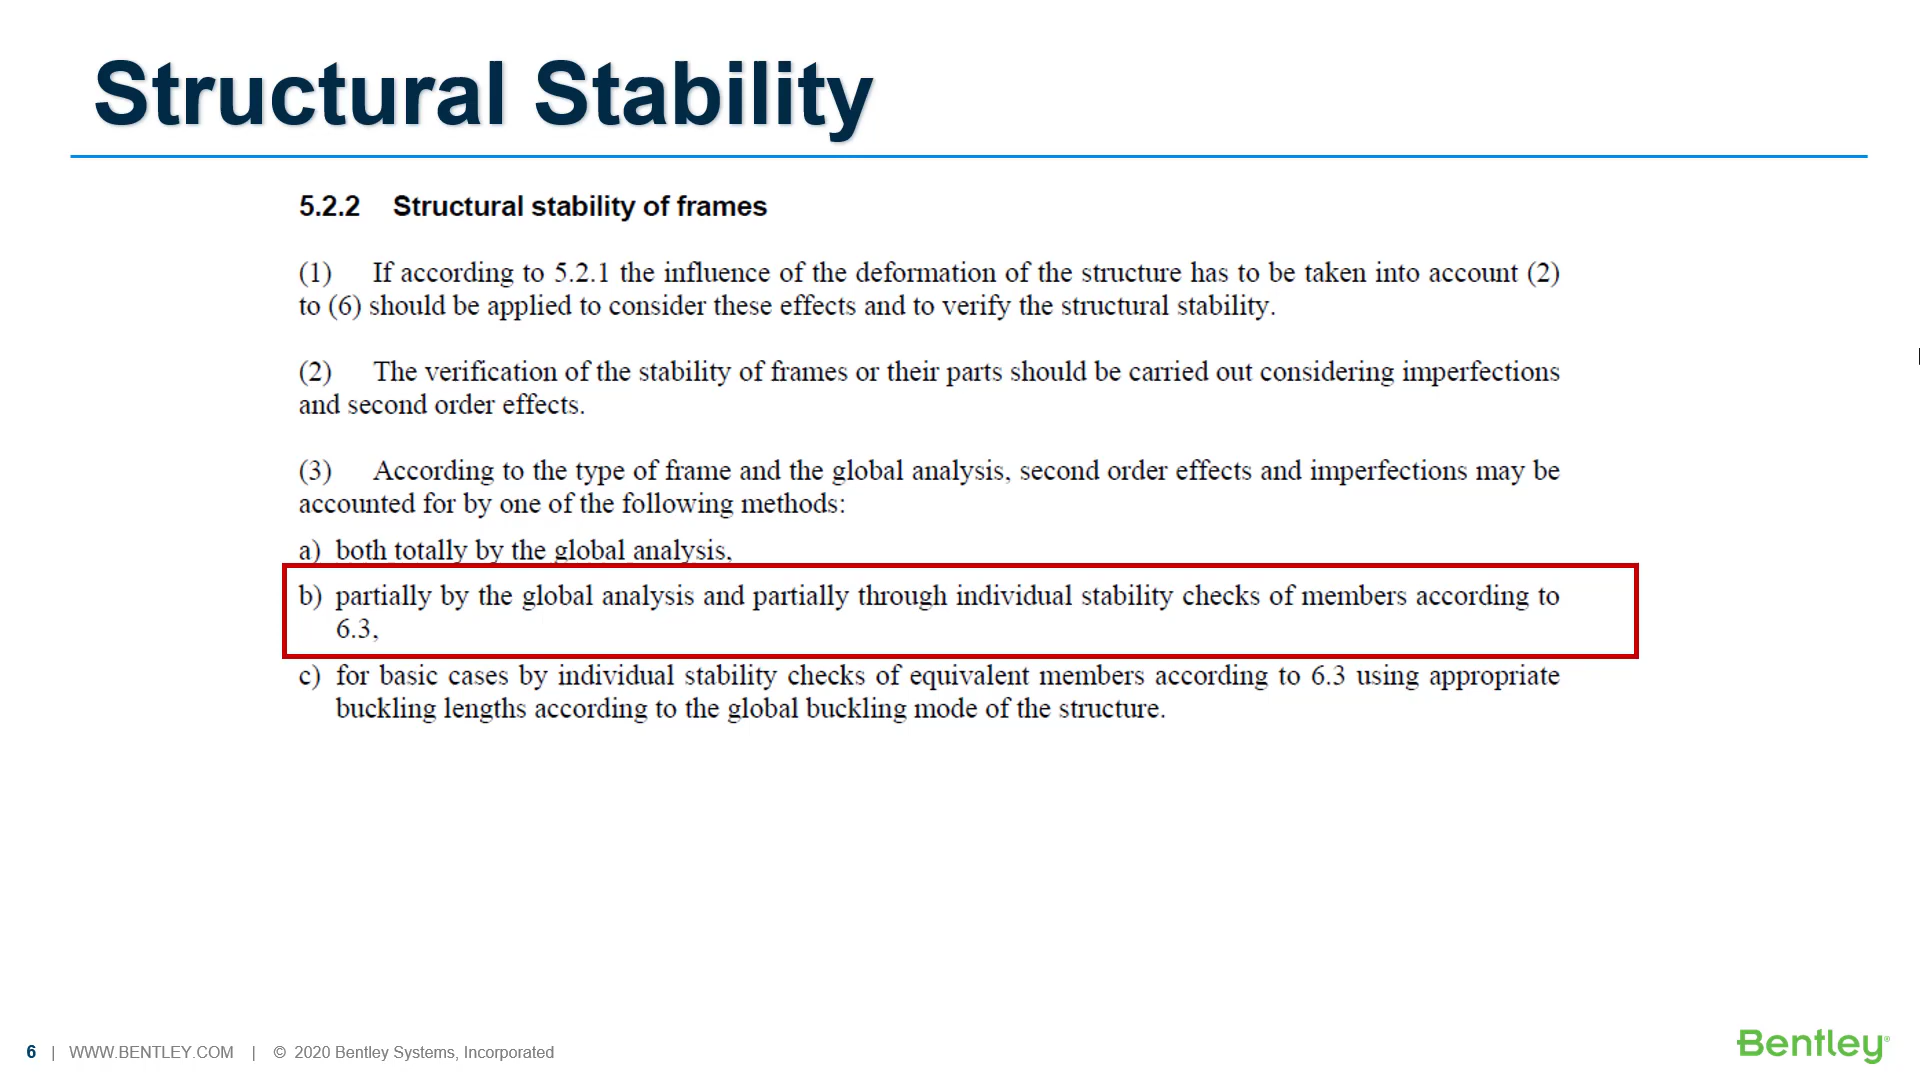 Structural Stability
5.2.2 Structural stability of frames
(1) If according to 5.2.1 the influence of the deformation of the structure has to be taken into account (2)
to (6) should be applied to consider these effects and to verify the structural stability.
(2) The verification of the stability of frames or their parts should be carried out considering imperfections
and second order effects.
(3) According to the type of frame and the global analysis, second order effects and imperfections may be
accounted for by one of the following methods:
a) both totally by the global analysis,
b) partially by the global analysis and partially through individual stability checks of members according to
6.3,
c) for basic cases by individual stability checks of equivalent members according to 6.3 using appropriate
buckling lengths according to the global buckling mode of the structure.
6 | WWW.BENTLEY.COM | © 2020 Bentley Systems, Incorporated
Bentley®